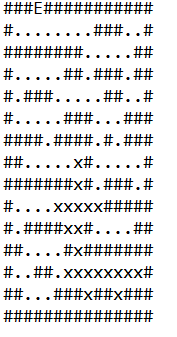 ###E###########
#........###..#
########.....##
#.....##.###.##
#.###.....##..#
#.....###...###
####.####.#.###
##.....x#.....#
#######x#.###.#
#....xxxxx#####
#.####xx#....##
##....#x#######
#..##.xxxxxxxx#
##...###x##x###
###############